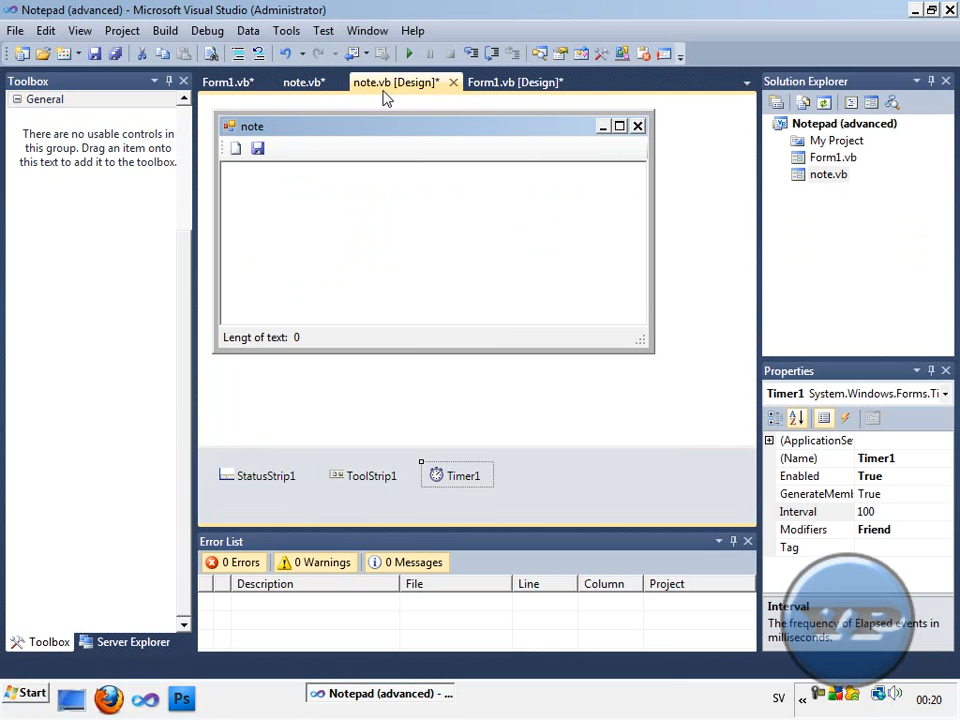 Notepad (advanced) - Microsoft Visual Studio (Administrator)
File Edit View Project Build Debug Data Tools Test Window Help
Toolbox
Form1.vb* note.vb* note.vb [Design]* Form1.vb [Design]*
Solution Explorer
General
There are no usable controls in this group. Drag an item onto this text to add it to the toolbox.
note
Lengt of text: 0
StatusStrip1 ToolStrip1 Timer1
Notepad (advanced)
My Project
Form1.vb
note.vb
Properties
Timer1 System.Windows.Forms.Ti
(ApplicationSe
(Name) Timer1
Enabled True
GenerateMemb True
Interval 100
Modifiers Friend
Tag
Interval
The frequency of Elapsed events in milliseconds.
Error List
0 Errors 0 Warnings 0 Messages
Description File Line Column Project
Toolbox Server Explorer
Start
Ps
Notepad (advanced) - ...
SV
00:20